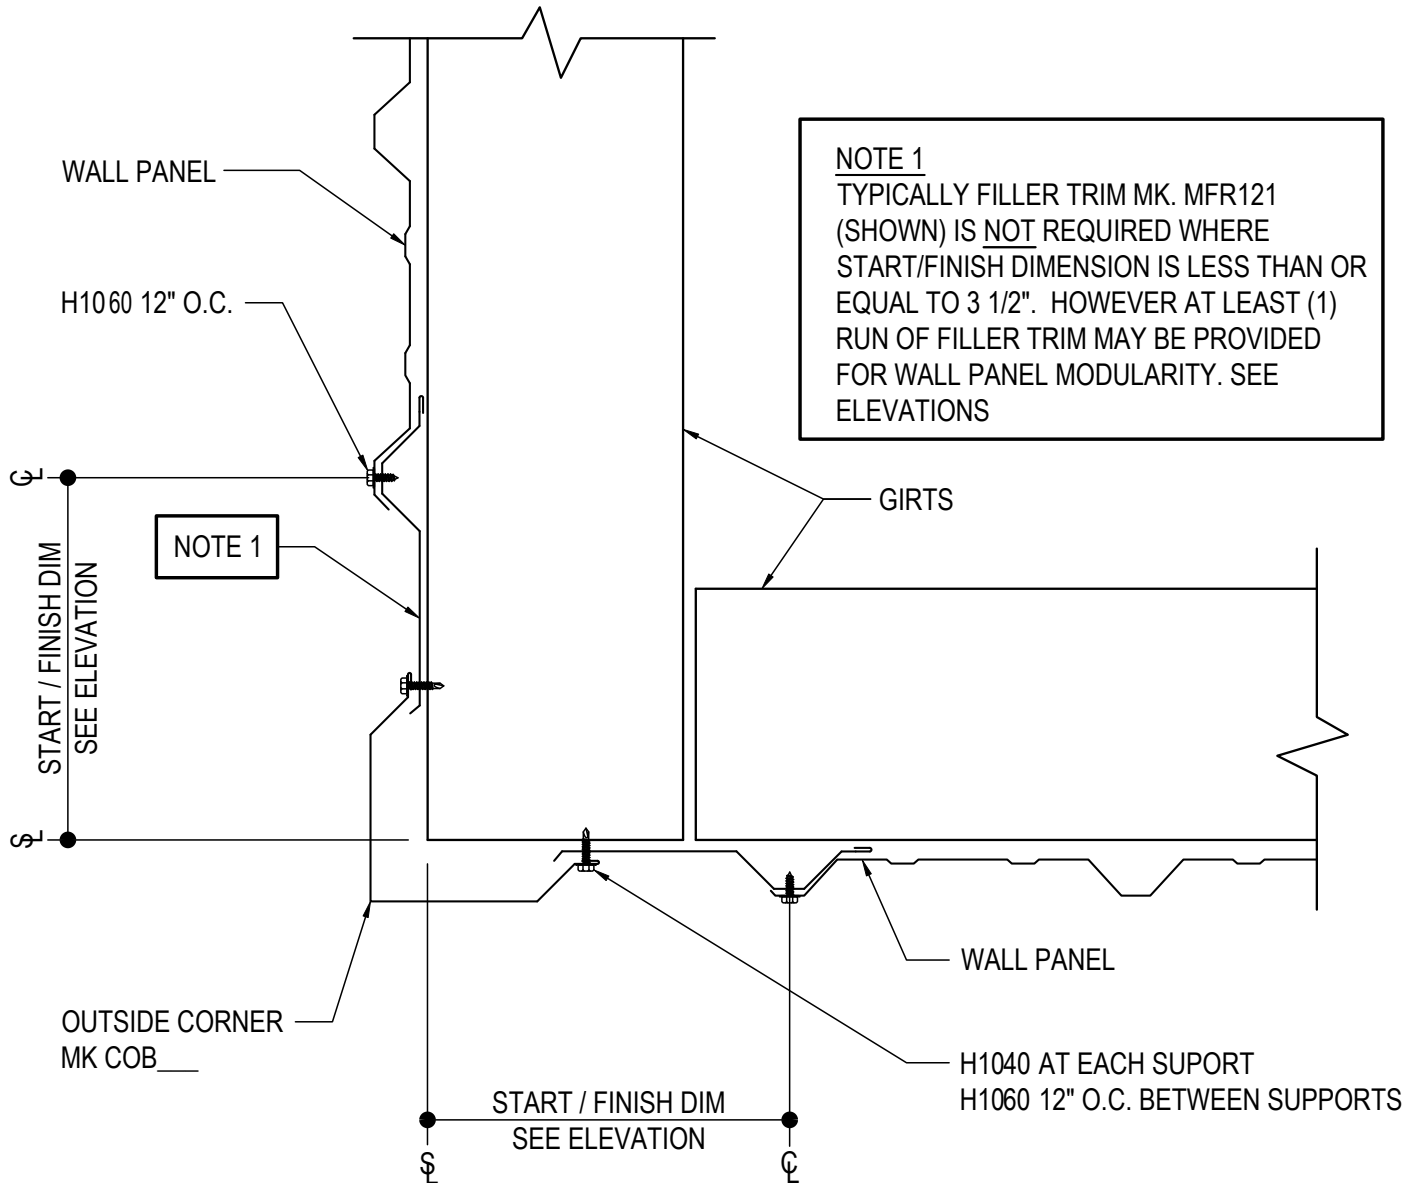 WALL PANEL
H1060 12" O.C.
NOTE 1
TYPICALLY FILLER TRIM MK. MFR121
(SHOWN) IS NOT REQUIRED WHERE
START/FINISH DIMENSION IS LESS THAN OR
EQUAL TO 3 1/2". HOWEVER AT LEAST (1)
RUN OF FILLER TRIM MAY BE PROVIDED
FOR WALL PANEL MODULARITY. SEE
ELEVATIONS
GIRTS
℄
NOTE 1
START / FINISH DIM
SEE ELEVATION
SL
WALL PANEL
OUTSIDE CORNER
MK COB___
H1040 AT EACH SUPORT
H1060 12" O.C. BETWEEN SUPPORTS
START / FINISH DIM
SEE ELEVATION
SL
℄